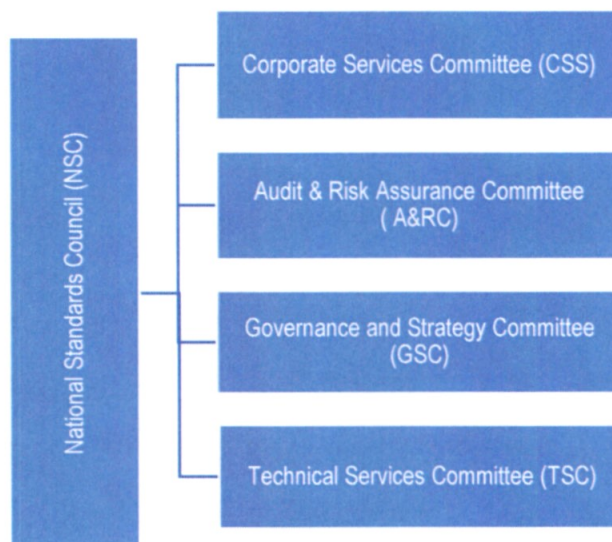 National Standards Council (NSC)
Corporate Services Committee (CSS)
Audit & Risk Assurance Committee
( A&RC)
Governance and Strategy Committee
(GSC)
Technical Services Committee (TSC)